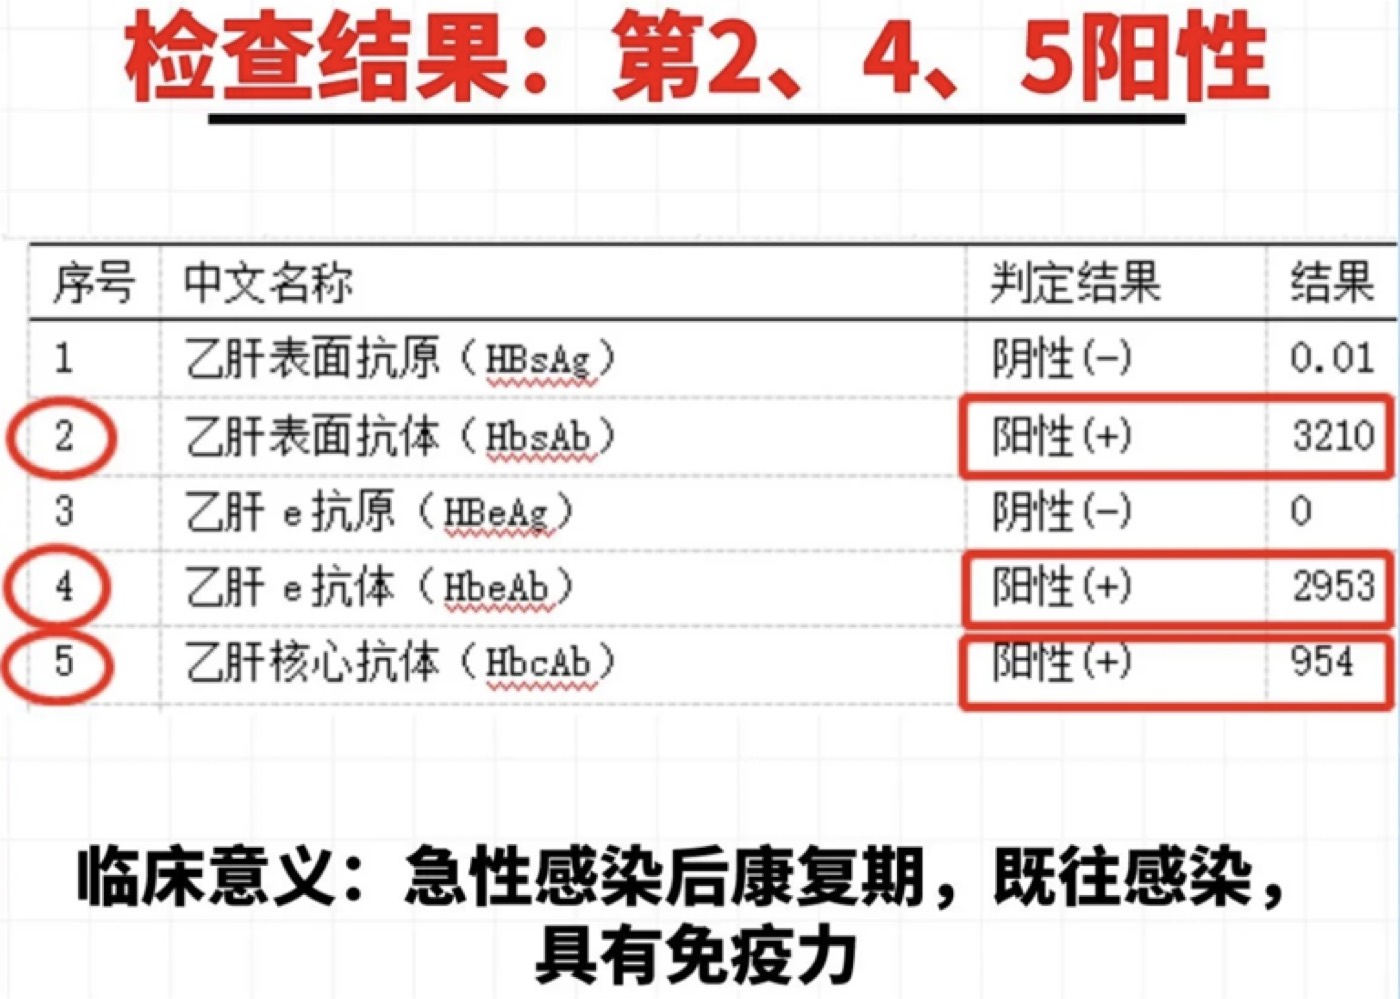 检查结果：第2、4、5阳性
序号 中文名称 判定结果 结果
1 乙肝表面抗原（HBsAg） 阴性(-) 0.01
2 乙肝表面抗体（HbsAb） 阳性(+) 3210
3 乙肝 e 抗原（HBeAg） 阴性(-) 0
4 乙肝 e 抗体（HbeAb） 阳性(+) 2953
5 乙肝核心抗体（HbcAb） 阳性(+) 954
临床意义：急性感染后康复期，既往感染，
具有免疫力